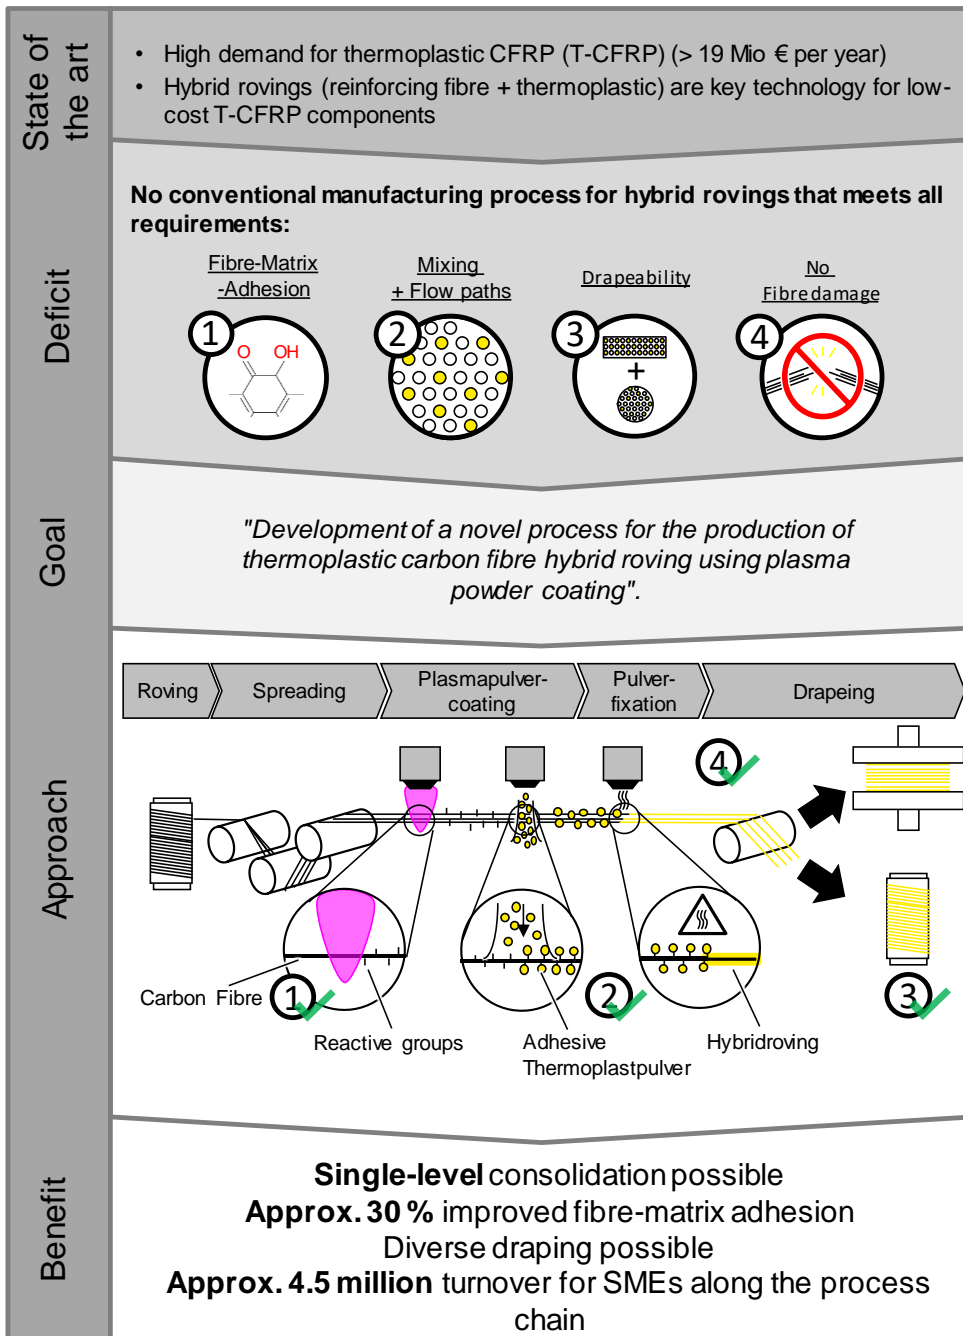 State of
the art
• High demand for thermoplastic CFRP (T-CFRP) (> 19 Mio € per year)
• Hybrid rovings (reinforcing fibre + thermoplastic) are key technology for low-
cost T-CFRP components
Deficit
No conventional manufacturing process for hybrid rovings that meets all
requirements:
Fibre-Matrix
-Adhesion
Mixing
+ Flow paths
Drapeability
No
Fibre damage
1
2
3
4
O
OH
+
Goal
"Development of a novel process for the production of
thermoplastic carbon fibre hybrid roving using plasma
powder coating".
Approach
Roving
Spreading
Plasmapulver-
coating
Pulver-
fixation
Drapeing
4
Carbon Fibre
1
Reactive groups
2
Adhesive
Thermoplastpulver
Hybridroving
3
Benefit
Single-level consolidation possible
Approx. 30 % improved fibre-matrix adhesion
Diverse draping possible
Approx. 4.5 million turnover for SMEs along the process
chain